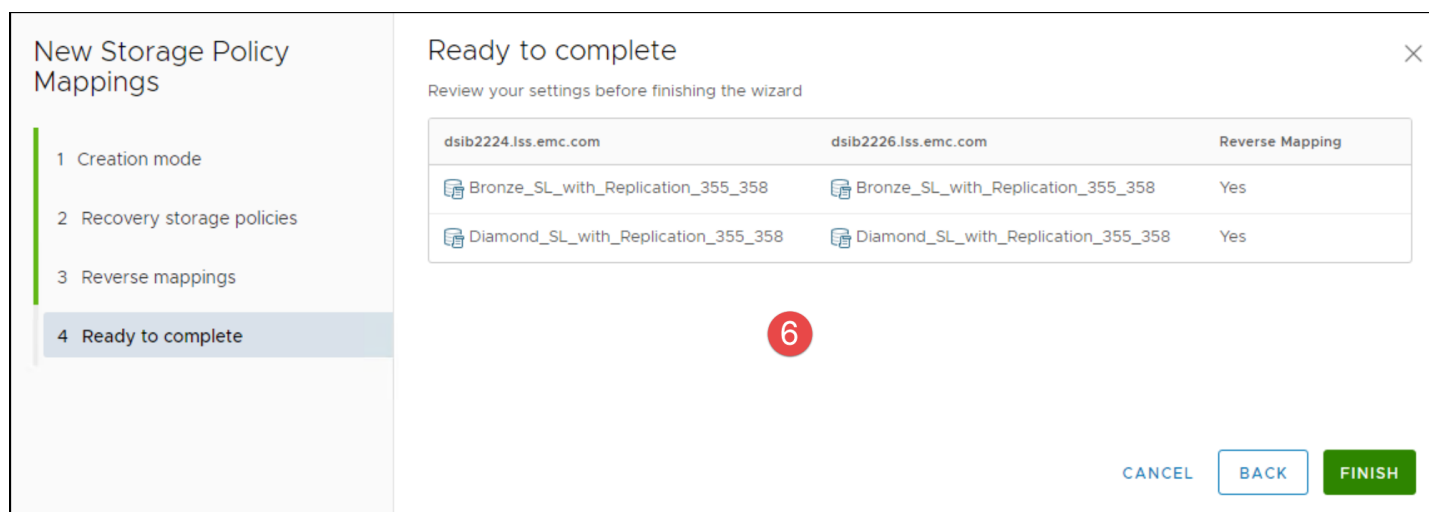 New Storage Policy
Mappings
1 Creation mode
2 Recovery storage policies
3 Reverse mappings
4 Ready to complete
Ready to complete
Review your settings before finishing the wizard
dsib2224.lss.emc.com dsib2226.lss.emc.com Reverse Mapping
Bronze_SL_with_Replication_355_358 Bronze_SL_with_Replication_355_358 Yes
Diamond_SL_with_Replication_355_358 Diamond_SL_with_Replication_355_358 Yes
6
CANCEL BACK FINISH